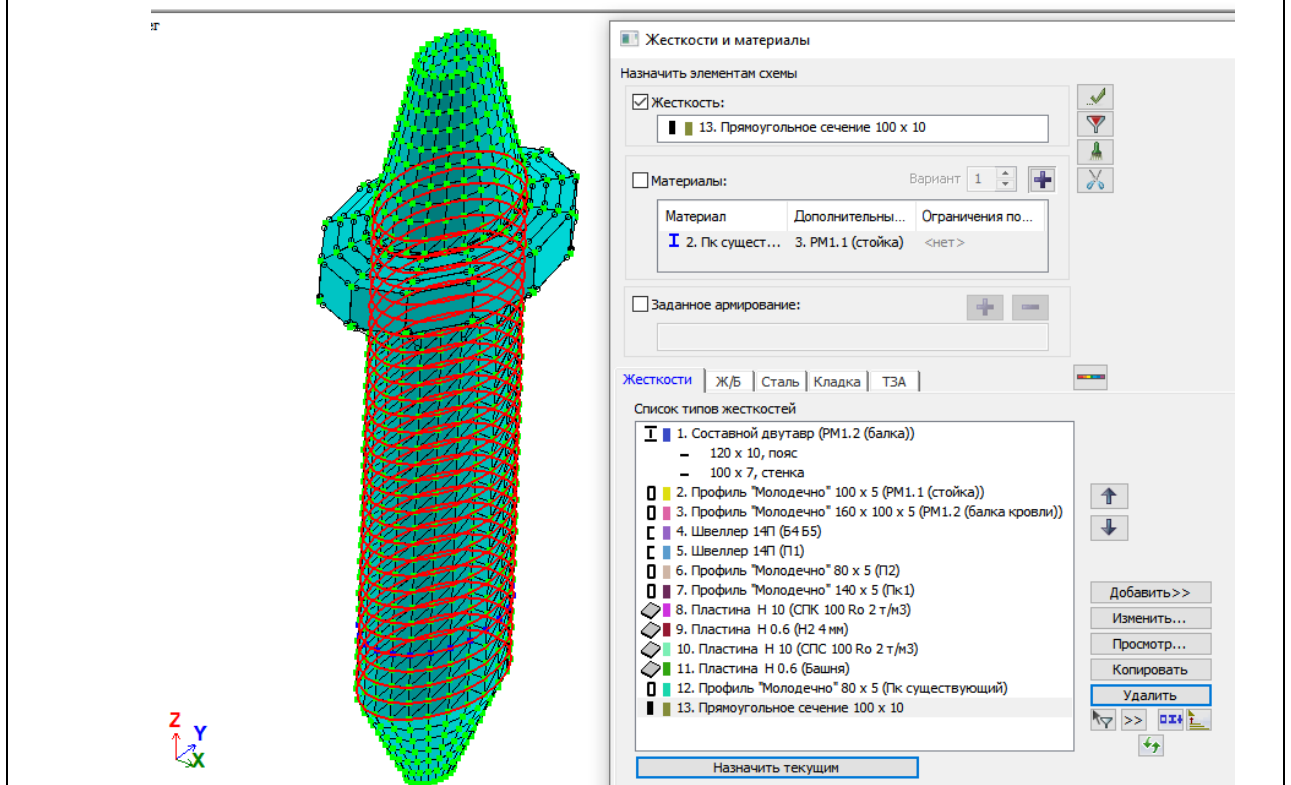 Жесткости и материалы
Назначить элементам схемы
Жесткость:
13. Прямоугольное сечение 100 x 10
Материалы:
Вариант 1
Материал Дополнительны... Ограничения по...
2. Пк сущест... 3. РМ1.1 (стойка) <нет>
Заданное армирование:
Жесткости Ж/Б Сталь Кладка ТЗА
Список типов жесткостей
1. Составной двутавр (РМ1.2 (балка))
120 x 10, пояс
100 x 7, стенка
2. Профиль "Молодечно" 100 x 5 (РМ1.1 (стойка))
3. Профиль "Молодечно" 160 x 100 x 5 (РМ1.2 (балка кровли))
4. Швеллер 14П (Б4 Б5)
5. Швеллер 14П (П1)
6. Профиль "Молодечно" 80 x 5 (П2)
7. Профиль "Молодечно" 140 x 5 (Пк1)
8. Пластина H 10 (СПК 100 Ro 2 т/м3)
9. Пластина H 0.6 (Н2 4 мм)
10. Пластина H 10 (СПС 100 Ro 2 т/м3)
11. Пластина H 0.6 (Башня)
12. Профиль "Молодечно" 80 x 5 (Пк существующий)
13. Прямоугольное сечение 100 x 10
Добавить>>
Изменить...
Просмотр...
Копировать
Удалить
>>
Назначить текущим
Z
Y
X